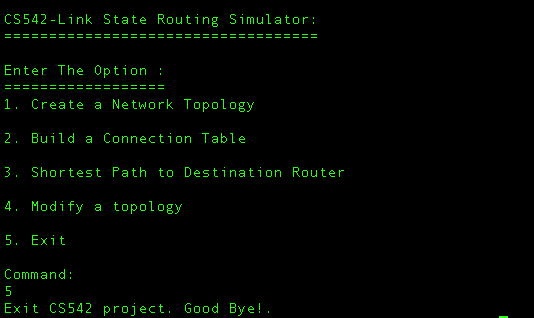 CS542-Link State Routing Simulator:
===================================
Enter The Option :
==================
1. Create a Network Topology
2. Build a Connection Table
3. Shortest Path to Destination Router
4. Modify a topology
5. Exit
Command:
5
Exit CS542 project. Good Bye!.